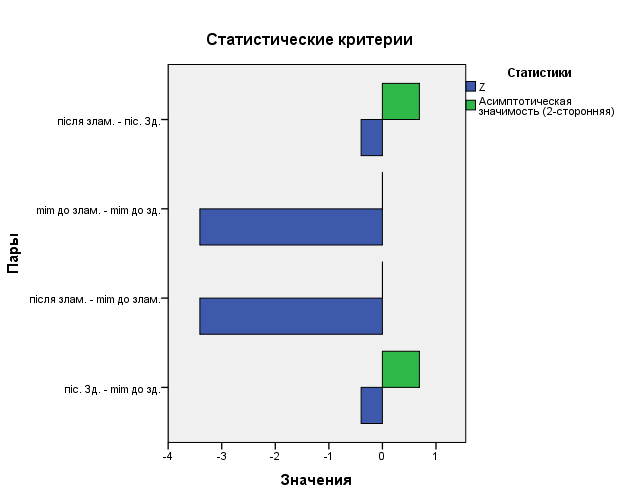 Статистические критерии
Статистики
Z
Асимптотическая
значимость (2-сторонняя)
після злам. - піс. Зд.
mim до злам. - mim до зд.
після злам. - mim до злам.
піс. Зд. - mim до зд.
Пары
-4 -3 -2 -1 0 1
Значения